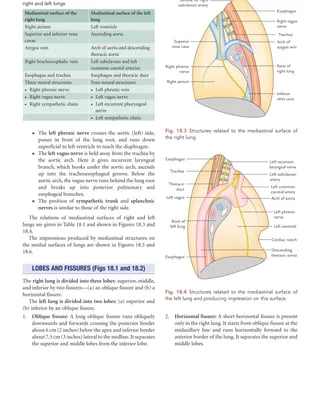 right and left lungs
Mediastinal surface of the right lung
Mediastinal surface of the left lung
Right atrium
Left ventricle
Superior and inferior vena cavae
Ascending aorta
Azygos vein
Arch of aorta and descending thoracic aorta
Right brachiocephalic vein
Left subclavian and left common carotid arteries
Esophagus and trachea
Esophagus and thoracic duct
Three neural structures
Four neural structures
• Right phrenic nerve
• Left phrenic vein
• Right vagus nerve
• Left vagus nerve
• Right sympathetic chain
• Left recurrent pharyngeal nerve
• Left sympathetic chain
• The left phrenic nerve crosses the aortic (left) side,
passes in front of the lung root, and runs down
superficial to left ventricle to reach the diaphragm.
• The left vagus nerve is held away from the trachea by
the aortic arch. Here it gives recurrent laryngeal
branch, which hooks under the aortic arch, ascends
up into the tracheoesophageal groove. Below the
aortic arch, the vagus nerve runs behind the lung root
and breaks up into posterior pulmonary and
esophageal branches.
• The position of sympathetic trunk and splanchnic
nerves is similar to those of the right side.
The relations of mediastinal surfaces of right and left
lungs are given in Table 18.1 and shown in Figures 18.3 and
18.4.
The impressions produced by mediastinal structures on
the medial surfaces of lungs are shown in Figures 18.5 and
18.6.
LOBES AND FISSURES (Figs 18.1 and 18.2)
The right lung is divided into three lobes: superior, middle,
and inferior by two fissures—(a) an oblique fissure and (b) a
horizontal fissure.
The left lung is divided into two lobes: (a) superior and
(b) inferior by an oblique fissure.
1. Oblique fissure: A long oblique fissure runs obliquely
downwards and forwards crossing the posterior border
about 6 cm (2 inches) below the apex and inferior border
about 7.5 cm (3 inches) lateral to the midline. It separates
the superior and middle lobes from the inferior lobe.
subclavian artery
Esophagus
Right vagus nerve
Trachea
Superior vena cava
Arch of azygos vein
Right phrenic nerve
Root of right lung
Right atrium
Inferior vena cava
Fig. 18.3 Structures related to the mediastinal surface of
the right lung.
Esophagus
Left recurrent laryngeal nerve
Trachea
Left subclavian artery
Thoracic duct
Left common carotid artery
Left vagus
Arch of aorta
Left phrenic nerve
Root of left lung
Left ventricle
Cardiac notch
Descending thoracic aorta
Esophagus
Fig. 18.4 Structures related to the mediastinal surface of
the left lung and producing impression on this surface.
2. Horizontal fissure: A short horizontal fissure is present
only in the right lung. It starts from oblique fissure at the
midaxillary line and runs horizontally forward to the
anterior border of the lung. It separates the superior and
middle lobes.